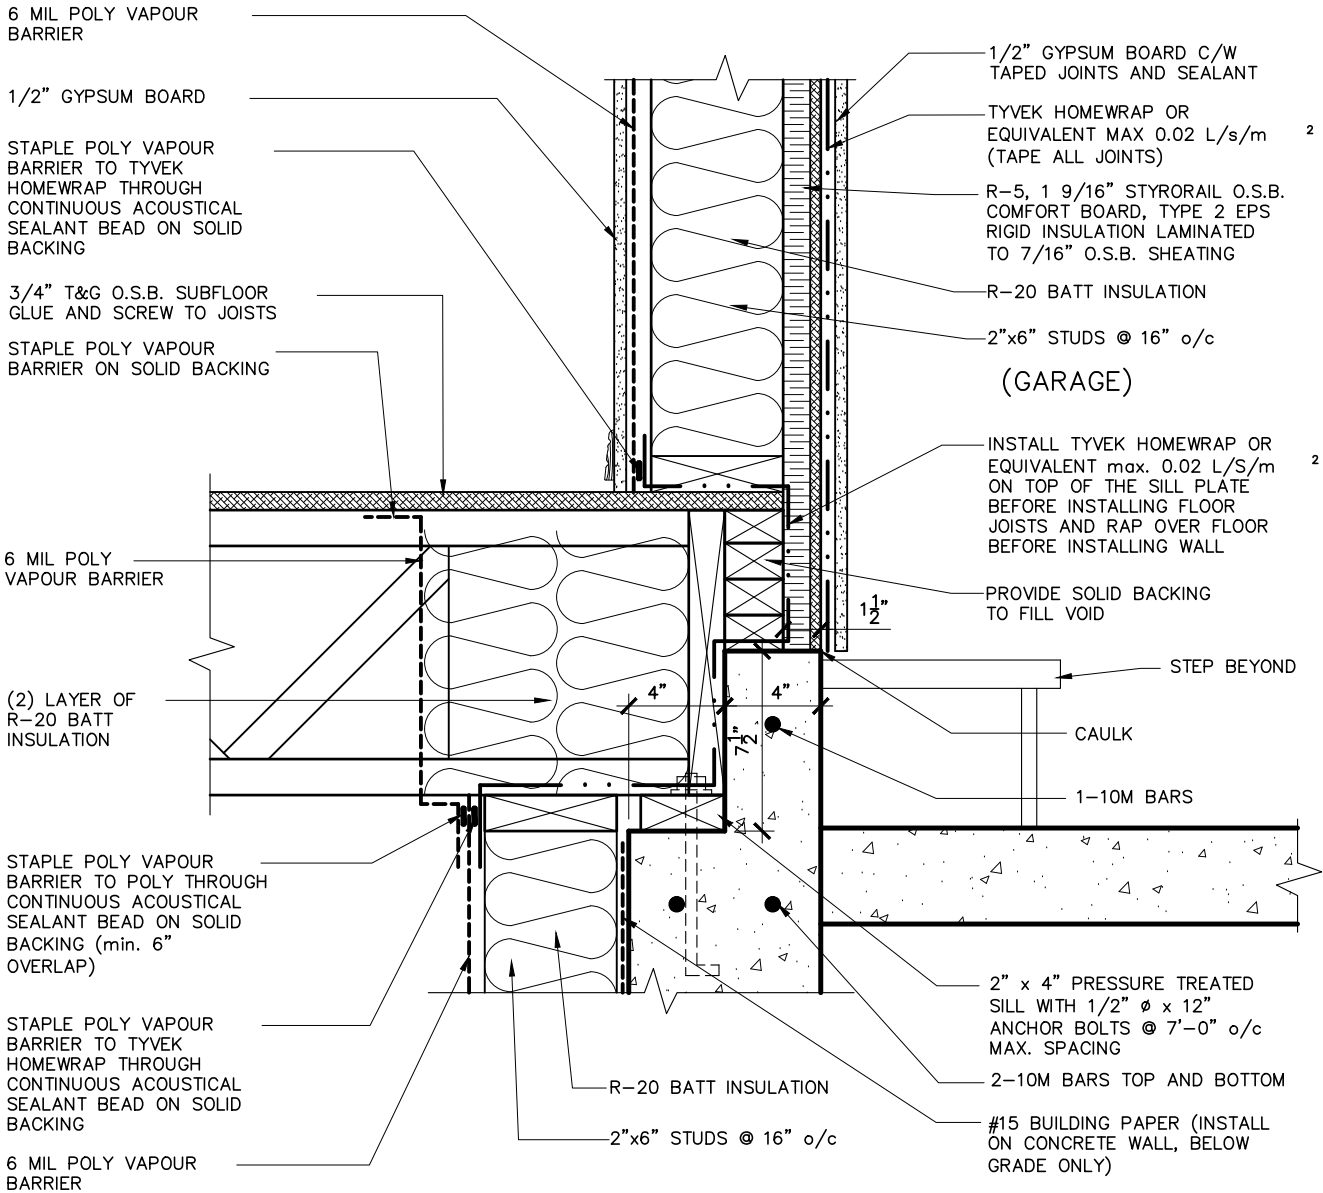 6 MIL POLY VAPOUR
BARRIER
1/2" GYPSUM BOARD
STAPLE POLY VAPOUR
BARRIER TO TYVEK
HOMEWRAP THROUGH
CONTINUOUS ACOUSTICAL
SEALANT BEAD ON SOLID
BACKING
3/4" T&G O.S.B. SUBFLOOR
GLUE AND SCREW TO JOISTS
STAPLE POLY VAPOUR
BARRIER ON SOLID BACKING
6 MIL POLY
VAPOUR BARRIER
(2) LAYER OF
R-20 BATT
INSULATION
STAPLE POLY VAPOUR
BARRIER TO POLY THROUGH
CONTINUOUS ACOUSTICAL
SEALANT BEAD ON SOLID
BACKING (min. 6"
OVERLAP)
STAPLE POLY VAPOUR
BARRIER TO TYVEK
HOMEWRAP THROUGH
CONTINUOUS ACOUSTICAL
SEALANT BEAD ON SOLID
BACKING
6 MIL POLY VAPOUR
BARRIER
R-20 BATT INSULATION
2"x6" STUDS @ 16" o/c
4"
4"
7 1/2"
1 1/2"
1/2" GYPSUM BOARD C/W
TAPED JOINTS AND SEALANT
TYVEK HOMEWRAP OR
EQUIVALENT MAX 0.02 L/s/m 2
(TAPE ALL JOINTS)
R-5, 1 9/16" STYRORAIL O.S.B.
COMFORT BOARD, TYPE 2 EPS
RIGID INSULATION LAMINATED
TO 7/16" O.S.B. SHEATING
R-20 BATT INSULATION
2"x6" STUDS @ 16" o/c
(GARAGE)
INSTALL TYVEK HOMEWRAP OR
EQUIVALENT max. 0.02 L/S/m 2
ON TOP OF THE SILL PLATE
BEFORE INSTALLING FLOOR
JOISTS AND RAP OVER FLOOR
BEFORE INSTALLING WALL
PROVIDE SOLID BACKING
TO FILL VOID
STEP BEYOND
CAULK
1-10M BARS
2" x 4" PRESSURE TREATED
SILL WITH 1/2" ø x 12"
ANCHOR BOLTS @ 7'-0" o/c
MAX. SPACING
2-10M BARS TOP AND BOTTOM
#15 BUILDING PAPER (INSTALL
ON CONCRETE WALL, BELOW
GRADE ONLY)